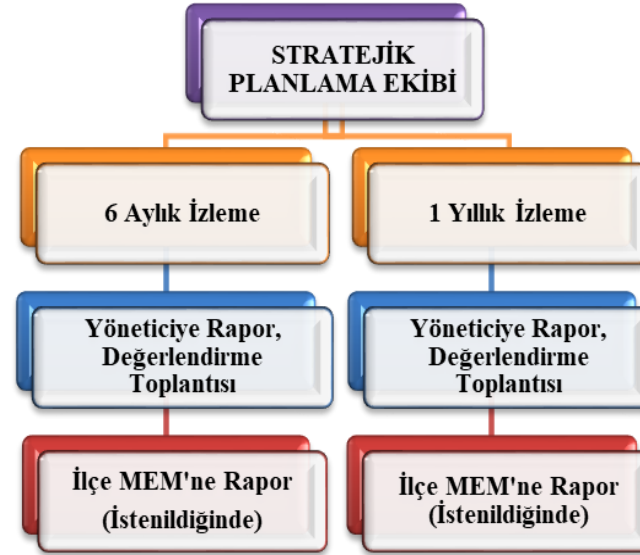 STRATEJİK
PLANLAMA EKİBİ
6 Aylık İzleme
1 Yıllık İzleme
Yöneticiye Rapor,
Değerlendirme
Toplantısı
Yöneticiye Rapor,
Değerlendirme
Toplantısı
İlçe MEM'ne Rapor
(İstenildiğinde)
İlçe MEM'ne Rapor
(İstenildiğinde)